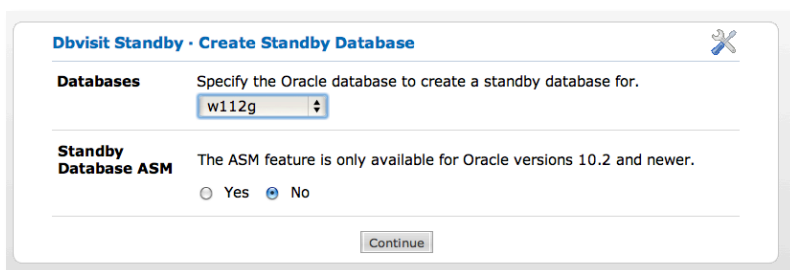 Dbvisit Standby · Create Standby Database
Databases
Specify the Oracle database to create a standby database for.
w112g
Standby
Database ASM
The ASM feature is only available for Oracle versions 10.2 and newer.
Yes No
Continue